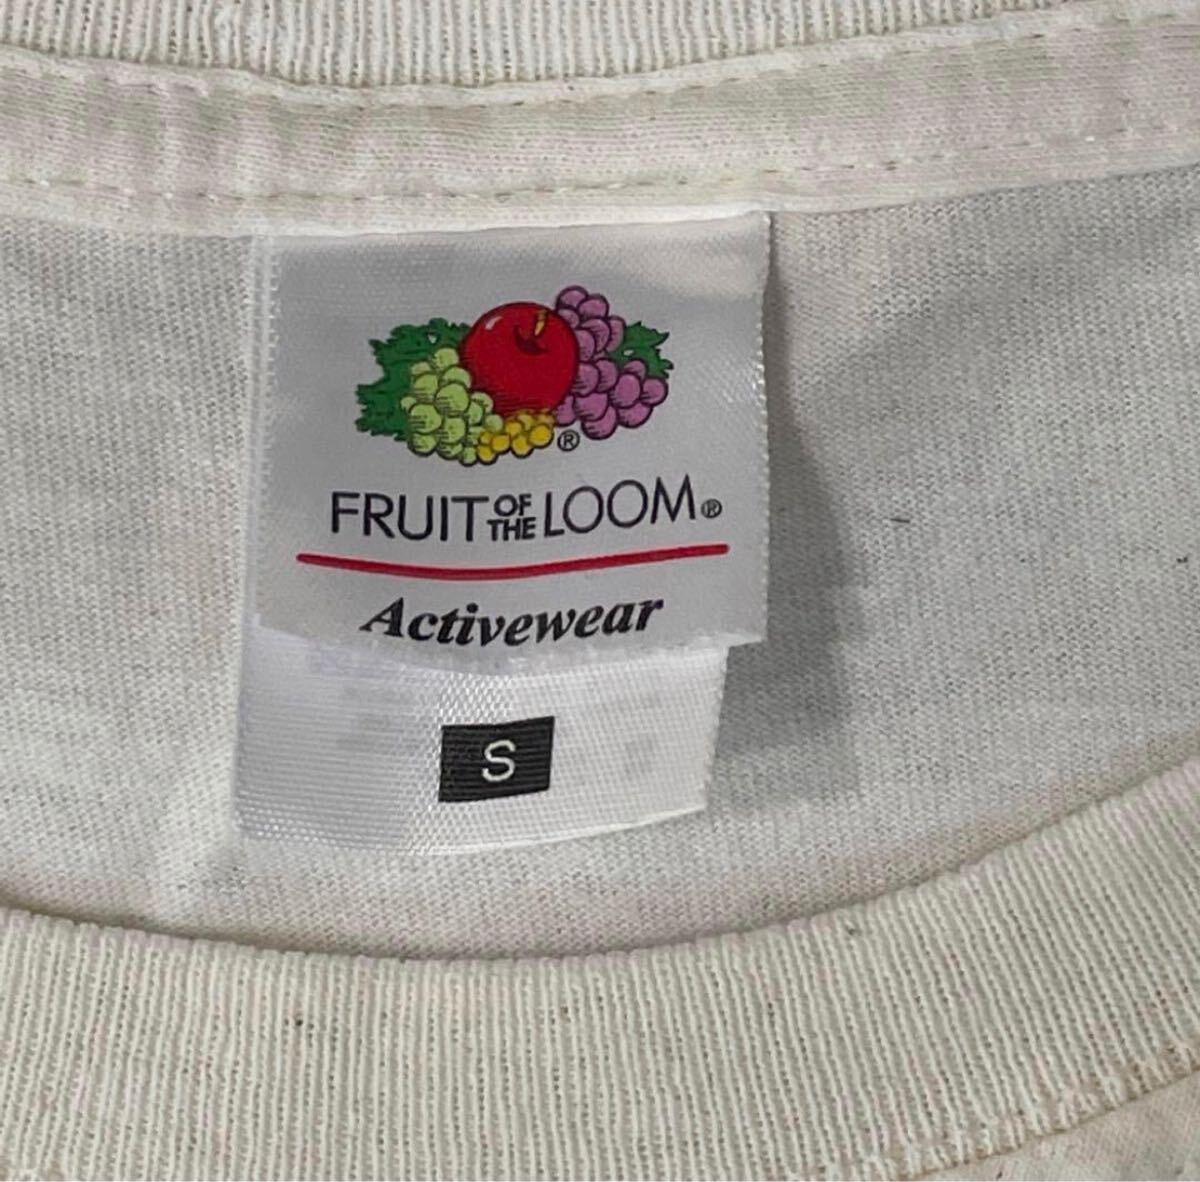 ®
FRUIT OF THE LOOM®
Activewear
S